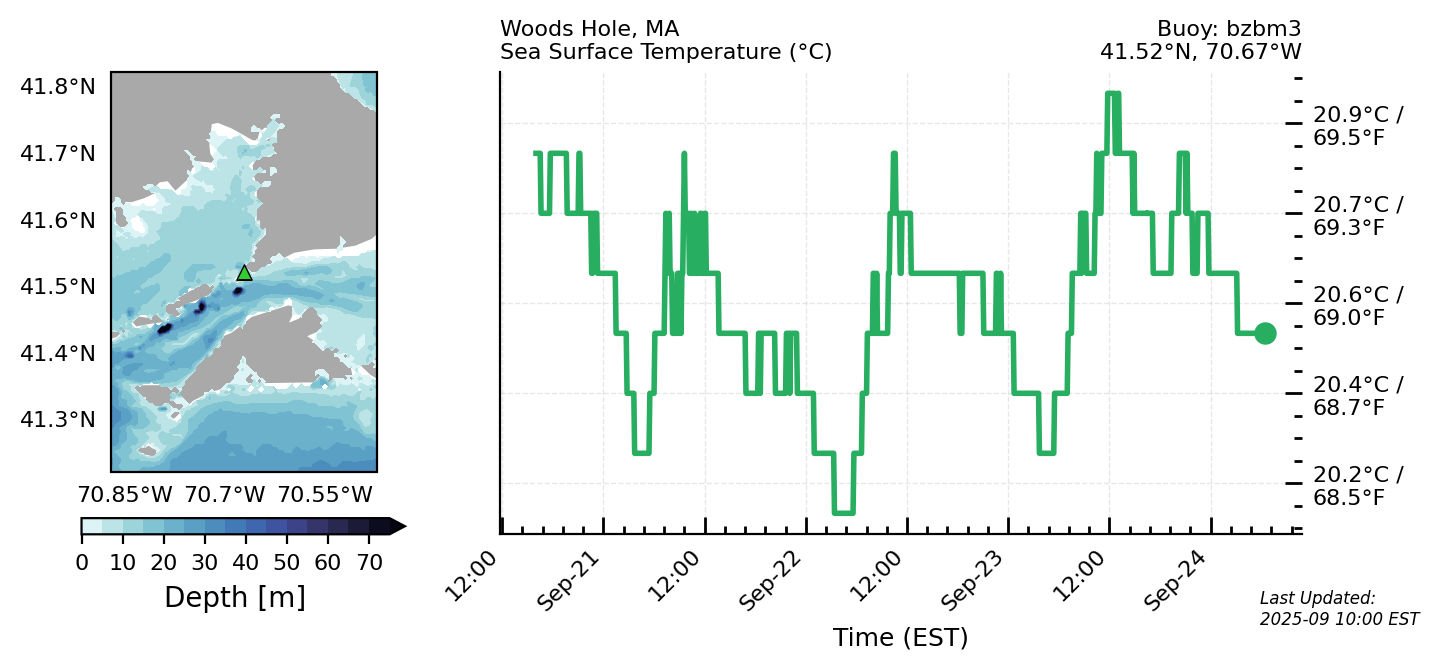 Woods Hole, MA
Sea Surface Temperature (°C)
Buoy: bzbm3
41.52°N, 70.67°W
41.8°N
41.7°N
41.6°N
41.5°N
41.4°N
41.3°N
70.85°W 70.7°W 70.55°W
0 10 20 30 40 50 60 70
Depth [m]
20.9°C /
69.5°F
20.7°C /
69.3°F
20.6°C /
69.0°F
20.4°C /
68.7°F
20.2°C /
68.5°F
12:00 Sep-21 12:00 Sep-22 12:00 Sep-23 12:00 Sep-24
Time (EST)
Last Updated:
2025-09 10:00 EST